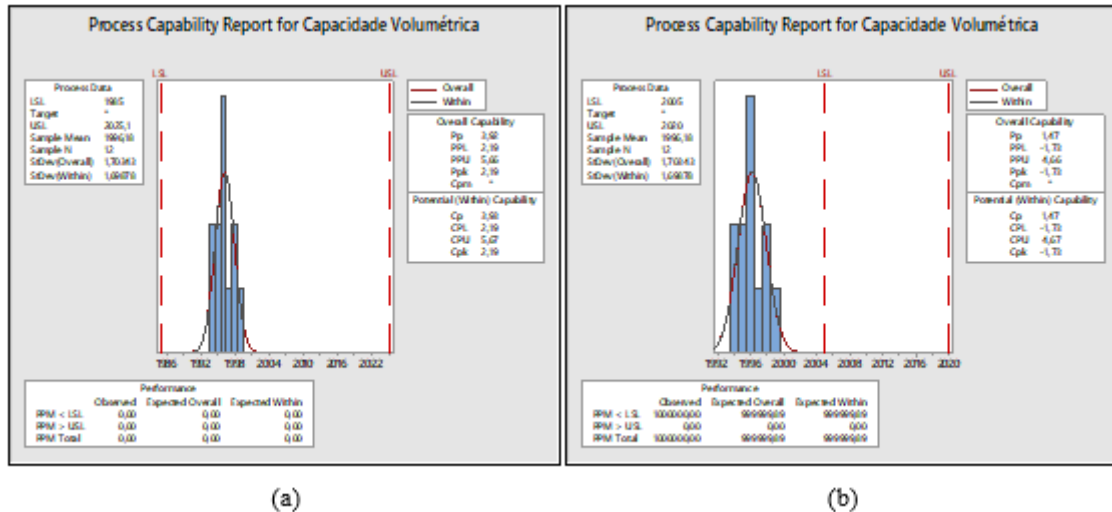 Process Capability Report for Capacidade Volumétrica
LSL
USL
Process Data
LSL 1985
Target *
USL 2025,1
Sample Mean 1996,18
Sample N 12
StDev(Overall)
StDev(Within) 1,69878
Overall
Within
Overall Capability
Pp 3,92
PPL 2,19
PPU 5,66
Ppk 2,19
Cpm *
Potential (Within) Capability
Cp 3,93
CPL 2,19
CPU 5,67
Cpk 2,19
1986 1992 1998 2004 2010 2016 2022
Performance
Observed Expected Overall Expected Within
PPM < LSL 0,00 0,00 0,00
PPM > USL 0,00 0,00 0,00
PPM Total 0,00 0,00 0,00
(a)
Process Capability Report for Capacidade Volumétrica
LSL
USL
Process Data
LSL 2005
Target *
USL 2020
Sample Mean 1996,18
Sample N 12
StDev(Overall)
StDev(Within) 1,69878
Overall
Within
Overall Capability
Pp 1,47
PPL -1,73
PPU 4,66
Ppk -1,73
Cpm *
Potential (Within) Capability
Cp 1,47
CPL -1,73
CPU 4,67
Cpk -1,73
1992 1996 2000 2004 2008 2012 2016 2020
Performance
Observed Expected Overall Expected Within
PPM < LSL 1000000,00 999999,89 999999,89
PPM > USL 0,00 0,00 0,00
PPM Total 1000000,00 999999,89 999999,89
(b)